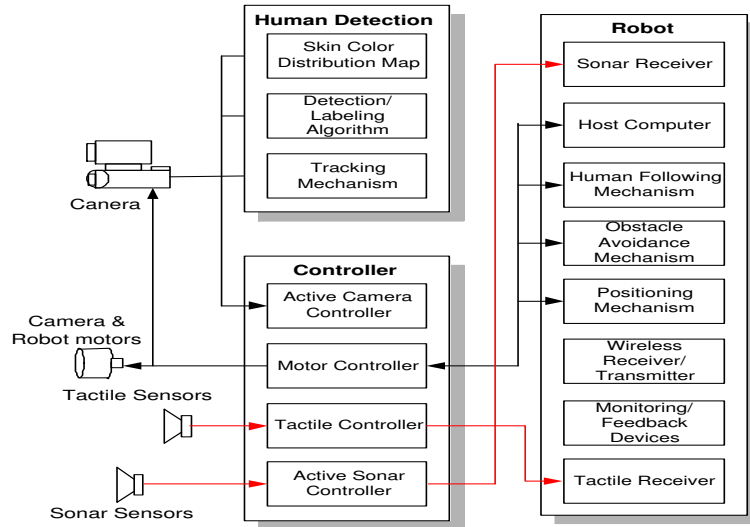 Human Detection
Skin Color
Distribution Map
Detection/
Labeling
Algorithm
Tracking
Mechanism
Canera
Controller
Active Camera
Controller
Motor Controller
Tactile Controller
Active Sonar
Controller
Camera &
Robot motors
Tactile Sensors
Sonar Sensors
Robot
Sonar Receiver
Host Computer
Human Following
Mechanism
Obstacle
Avoidance
Mechanism
Positioning
Mechanism
Wireless
Receiver/
Transmitter
Monitoring/
Feedback
Devices
Tactile Receiver